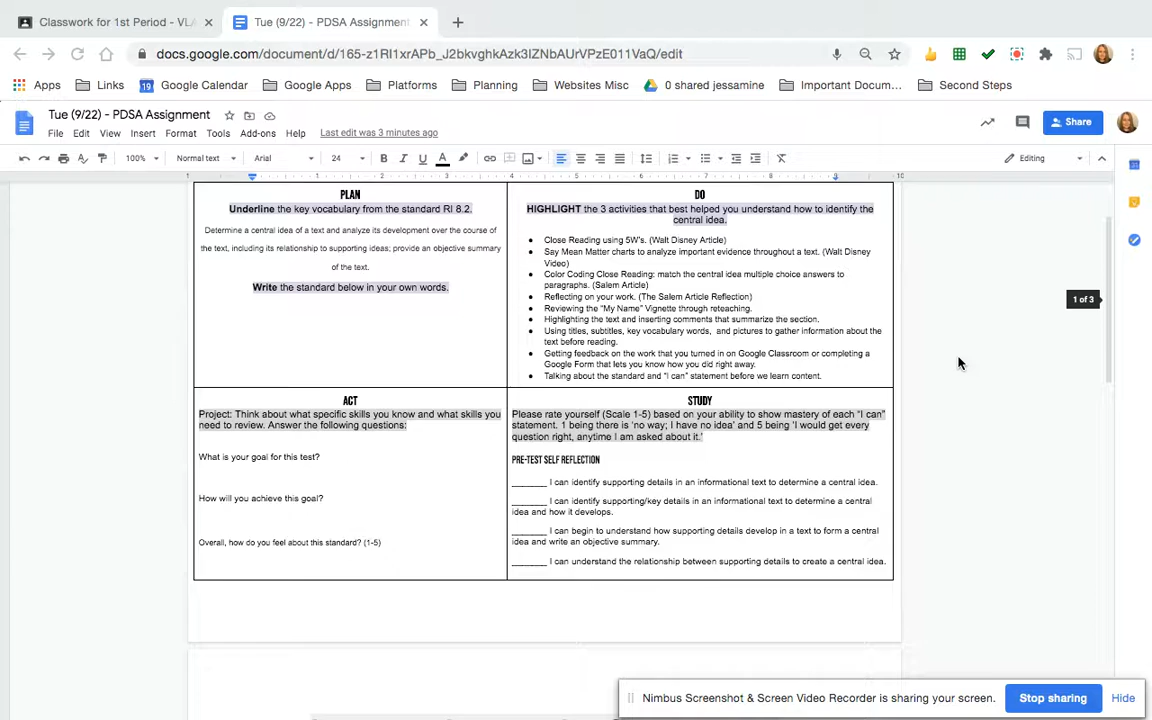 Classwork for 1st Period - VLA
Tue (9/22) - PDSA Assignment
docs.google.com/document/d/165-z1RI1xrAPb_J2bkvghkAzk3IZNbAUrVPzE011VaQ/edit
Apps Links Google Calendar Google Apps Platforms Planning Websites Misc 0 shared jessamine Important Docum... Second Steps
Tue (9/22) - PDSA Assignment
Share
File Edit View Insert Format Tools Add-ons Help Last edit was 3 minutes ago
100% Normal text Arial 24 B I U A Editing
1 1 2 3 4 5 6 7 8 9 10
PLAN
Underline the key vocabulary from the standard RI 8.2.
Determine a central idea of a text and analyze its development over the course of
the text, including its relationship to supporting ideas; provide an objective summary
of the text.
Write the standard below in your own words.
DO
HIGHLIGHT the 3 activities that best helped you understand how to identify the
central idea.
● Close Reading using 5W's. (Walt Disney Article)
● Say Mean Matter charts to analyze important evidence throughout a text. (Walt Disney
Video)
● Color Coding Close Reading: match the central idea multiple choice answers to
paragraphs. (Salem Article)
● Reflecting on your work. (The Salem Article Reflection)
● Reviewing the "My Name" Vignette through reteaching.
● Highlighting the text and inserting comments that summarize the section.
● Using titles, subtitles, key vocabulary words, and pictures to gather information about the
text before reading.
● Getting feedback on the work that you turned in on Google Classroom or completing a
Google Form that lets you know how you did right away.
● Talking about the standard and "I can" statement before we learn content.
1 of 3
ACT
Project: Think about what specific skills you know and what skills you
need to review. Answer the following questions:
What is your goal for this test?
How will you achieve this goal?
Overall, how do you feel about this standard? (1-5)
STUDY
Please rate yourself (Scale 1-5) based on your ability to show mastery of each "I can"
statement. 1 being there is 'no way; I have no idea' and 5 being 'I would get every
question right, anytime I am asked about it.'
PRE-TEST SELF REFLECTION
_______ I can identify supporting details in an informational text to determine a central idea.
_______ I can identify supporting/key details in an informational text to determine a central
idea and how it develops.
_______ I can begin to understand how supporting details develop in a text to form a central
idea and write an objective summary.
_______ I can understand the relationship between supporting details to create a central idea.
Nimbus Screenshot & Screen Video Recorder is sharing your screen. Stop sharing Hide